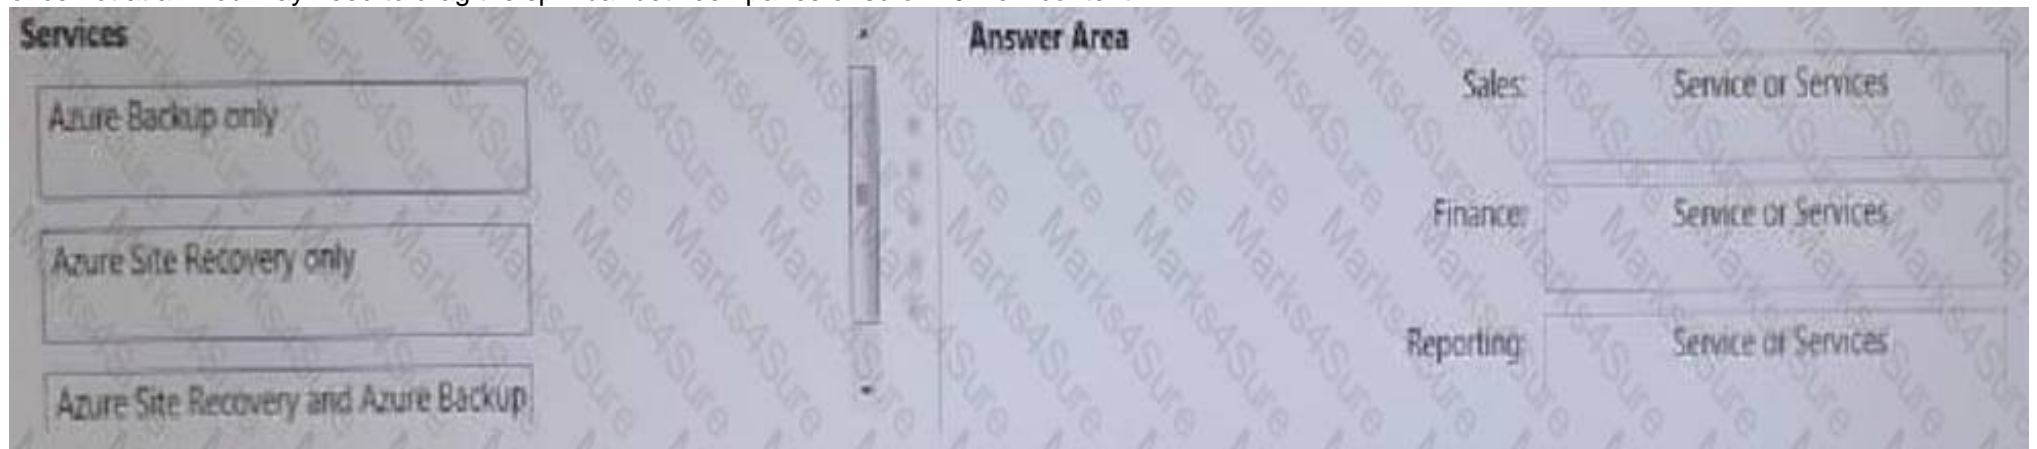 Services
Azure Backup only
Azure Site Recovery only
Azure Site Recovery and Azure Backup
Answer Area
Sales: Service or Services
Finance: Service or Services
Reporting: Service or Services
Marks4Sure